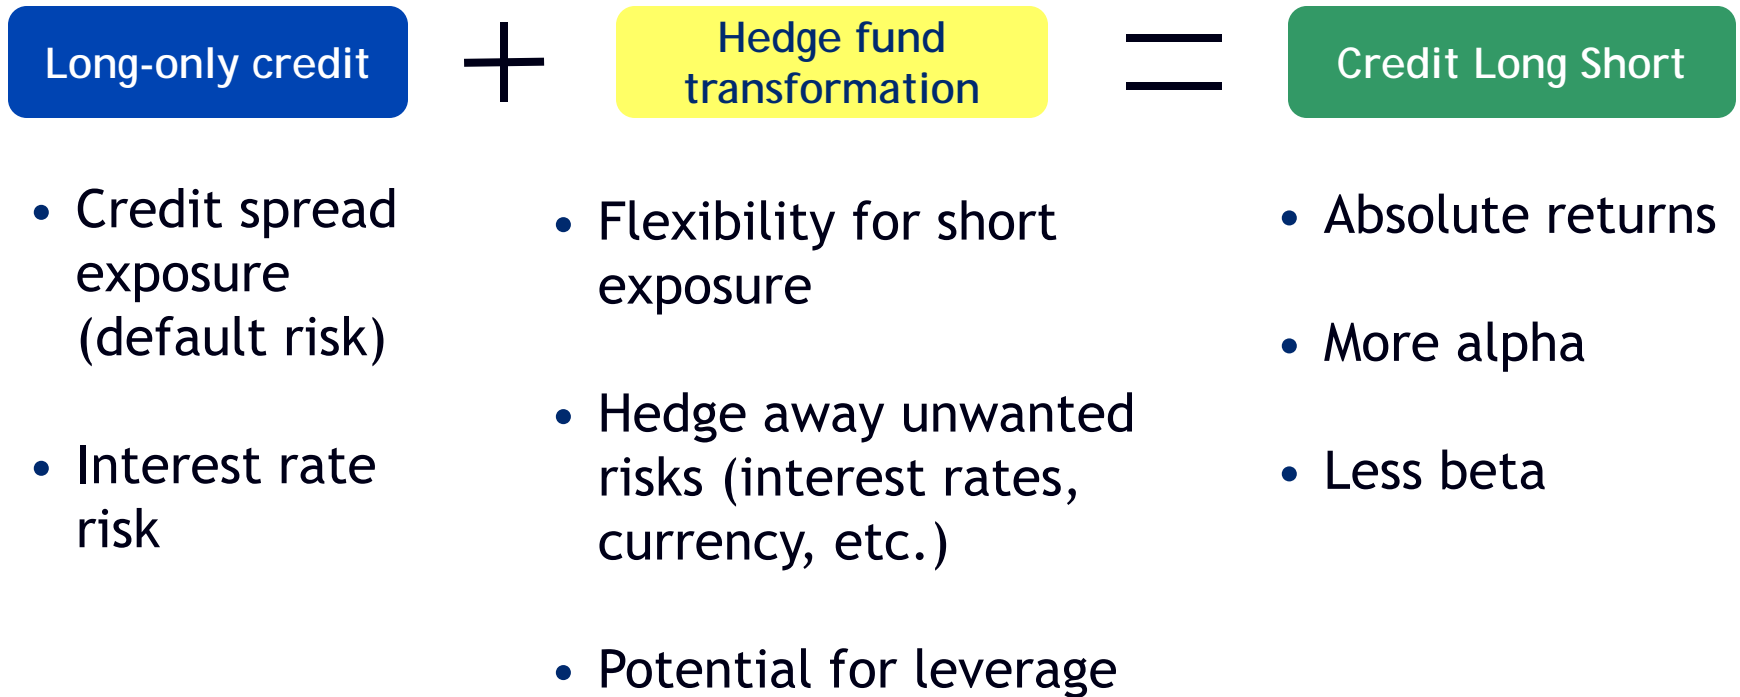 Long-only credit
+
Hedge fund
transformation
=
Credit Long Short
• Credit spread
exposure
(default risk)
• Interest rate
risk
• Flexibility for short
exposure
• Hedge away unwanted
risks (interest rates,
currency, etc.)
• Potential for leverage
• Absolute returns
• More alpha
• Less beta